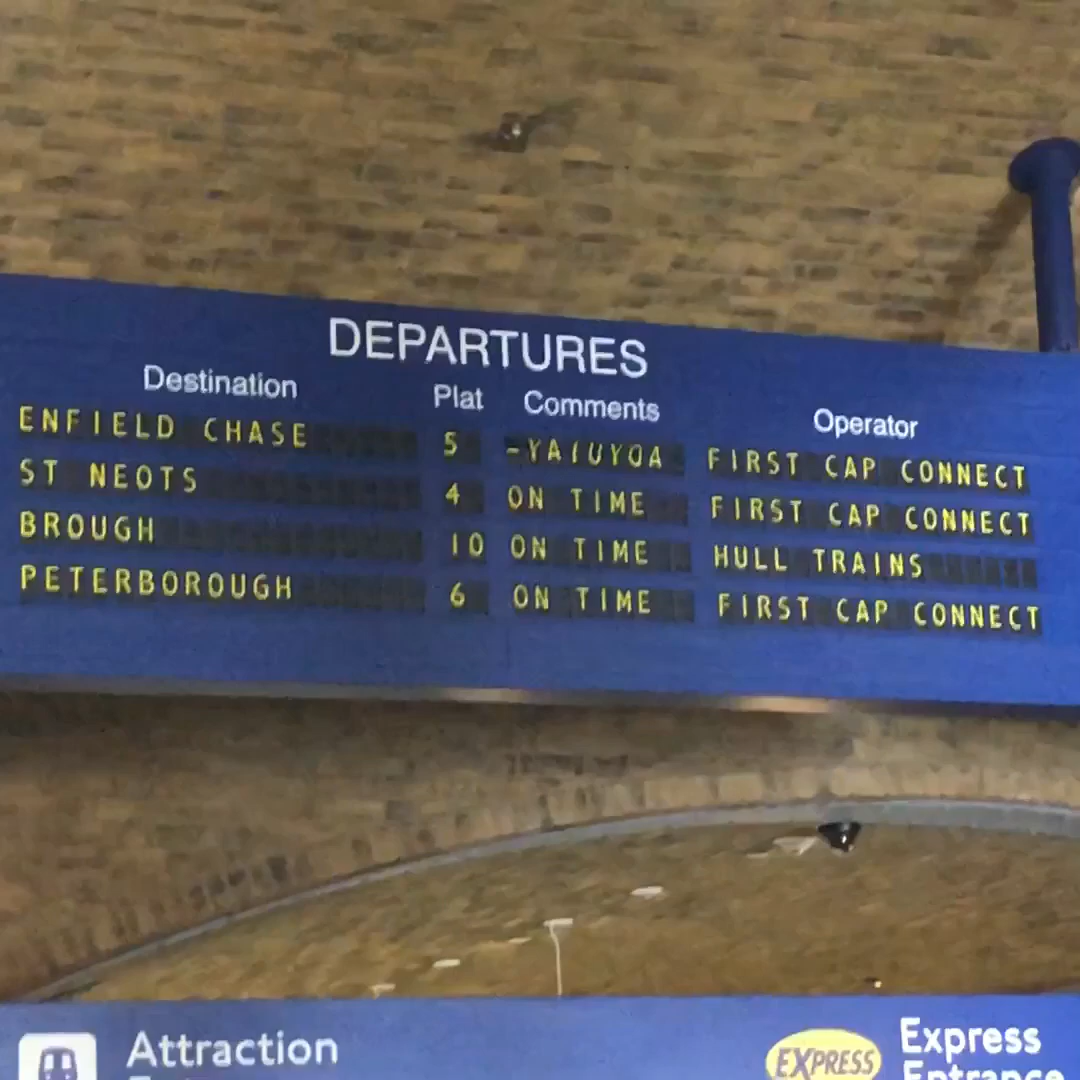 DEPARTURES
Destination Plat Comments Operator
ENFIELD CHASE 5 FIRST CAP CONNECT
ST NEOTS 4 ON TIME FIRST CAP CONNECT
BROUGH 10 ON TIME HULL TRAINS
PETERBOROUGH 6 ON TIME FIRST CAP CONNECT
Attraction
EXPRESS
Express
Entrance